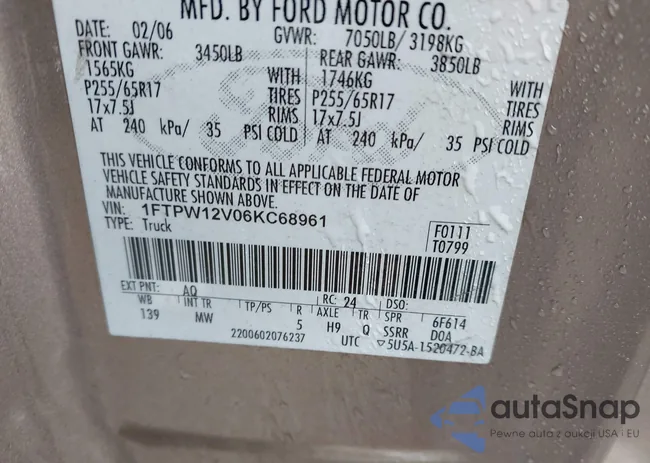 MFD. BY FORD MOTOR CO.
DATE: 02/06 GVWR: 7050LB/ 3198KG
FRONT GAWR: 3450LB REAR GAWR: 3850LB
1565KG WITH 1746KG WITH
P255/65R17 TIRES P255/65R17 TIRES
17x7.5J RIMS 17x7.5J RIMS
AT 240 kPa/ 35 PSI COLD AT 240 kPa/ 35 PSI COLD
THIS VEHICLE CONFORMS TO ALL APPLICABLE FEDERAL MOTOR
VEHICLE SAFETY STANDARDS IN EFFECT ON THE DATE OF
MANUFACTURE SHOWN ABOVE.
VIN: 1FTPW12V06KC68961
TYPE: Truck
F0111
T0799
EXT PNT: AQ RC: 24 DSO:
WB INT TR TP/PS R AXLE TR SPR 6F614
139 MW 5 H9 Q SSRR DOA
2200602076237 UTC ▽5U5A-1520472-BA
autaSnap
Pewne auta z aukcji USA i EU